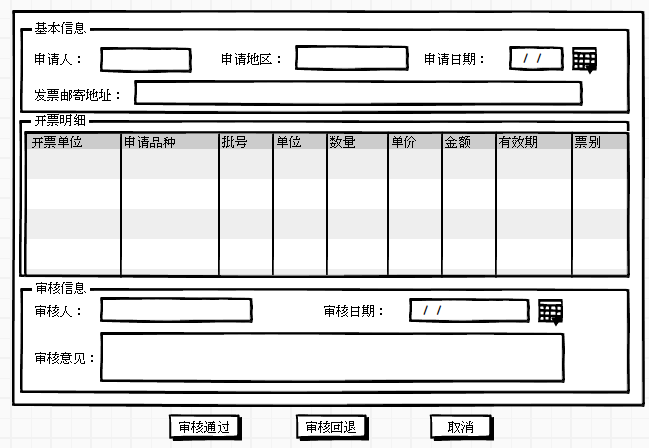 基本信息
申请人： 申请地区： 申请日期： / /
发票邮寄地址：
开票明细
开票单位 申请品种 批号 单位 数量 单价 金额 有效期 票别
审核信息
审核人： 审核日期： / /
审核意见：
审核通过 审核回退 取消